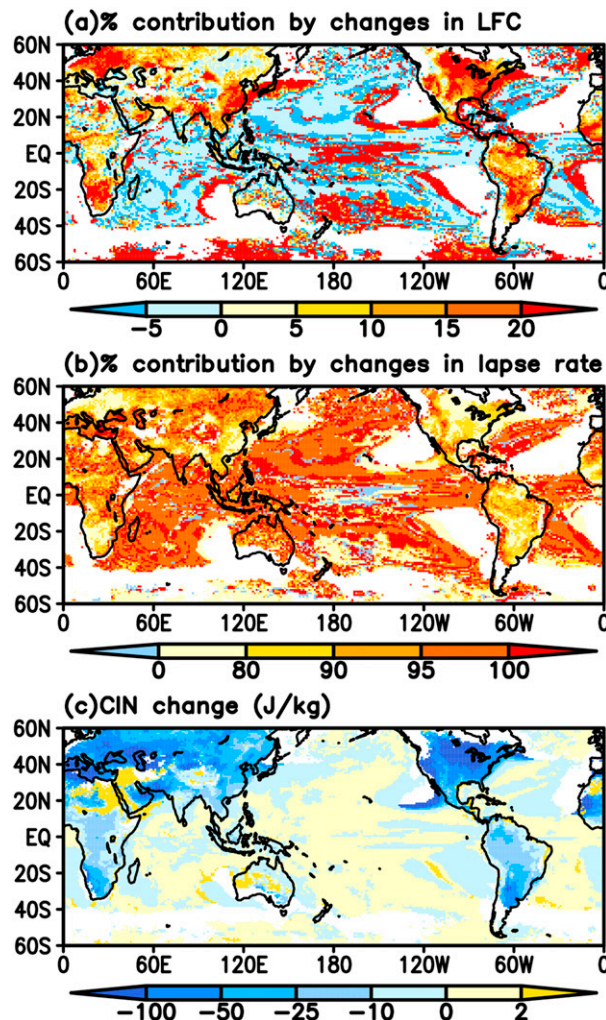 (a)% contribution by changes in LFC
60N
40N
20N
EQ
20S
40S
60S
0 60E 120E 180 120W 60W
−5 0 5 10 15 20
(b)% contribution by changes in lapse rate
60N
40N
20N
EQ
20S
40S
60S
0 60E 120E 180 120W 60W
0 80 90 95 100
(c)CIN change (J/kg)
60N
40N
20N
EQ
20S
40S
60S
0 60E 120E 180 120W 60W
−100 −50 −25 −10 0 2